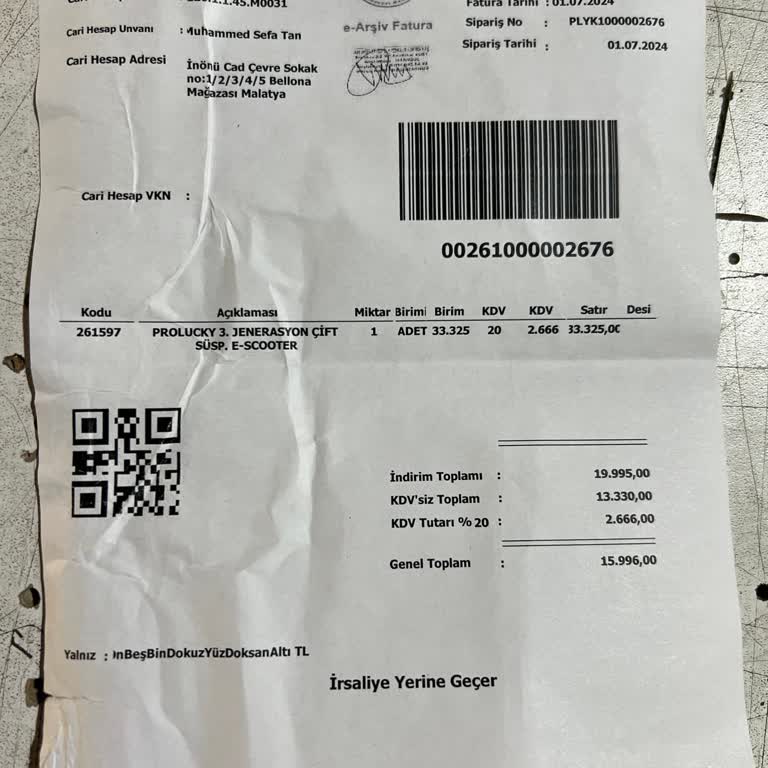 .1.45.M0031
Fatura Tarihi : 01.07.2024
Cari Hesap Unvanı : Muhammed Sefa Tan
e-Arşiv Fatura
Sipariş No : PLYK1000002676
Sipariş Tarihi : 01.07.2024
Cari Hesap Adresi
İnönü Cad Çevre Sokak
no:1/2/3/4/5 Bellona
Mağazası Malatya
Cari Hesap VKN :
00261000002676
Kodu Açıklaması Miktar Birimi Birim KDV KDV Satır Desi
261597 PROLUCKY 3. JENERASYON ÇİFT 1 ADET 33.325 20 2.666 33.325,00
SÜSP. E-SCOOTER
İndirim Toplamı : 19.995,00
KDV'siz Toplam : 13.330,00
KDV Tutarı %20 : 2.666,00
Genel Toplam : 15.996,00
Yalnız : OnBeşBinDokuzYüzDoksanAltı TL
İrsaliye Yerine Geçer